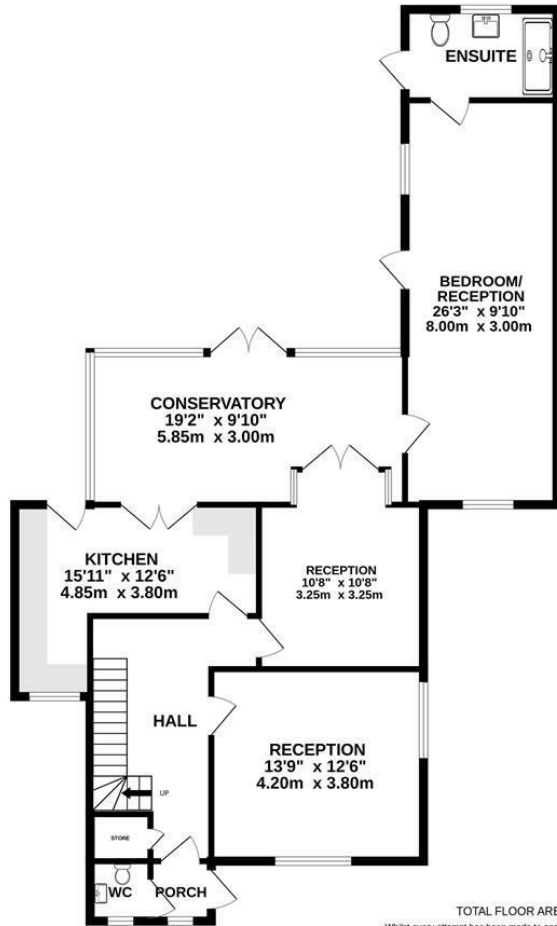 ENSUITE
BEDROOM/
RECEPTION
26'3" x 9'10"
8.00m x 3.00m
CONSERVATORY
19'2" x 9'10"
5.85m x 3.00m
KITCHEN
15'11" x 12'6"
4.85m x 3.80m
RECEPTION
10'8" x 10'8"
3.25m x 3.25m
HALL
RECEPTION
13'9" x 12'6"
4.20m x 3.80m
UP
STORE
WC
PORCH
TOTAL FLOOR ARE